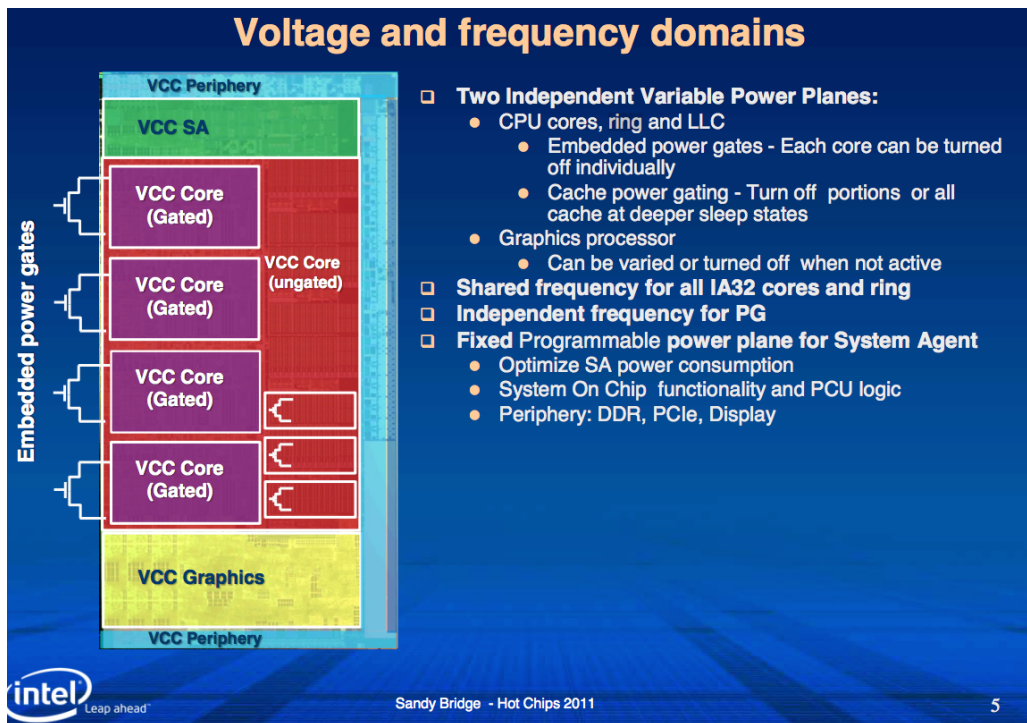 Voltage and frequency domains
VCC Periphery
VCC SA
VCC Core
(Gated)
VCC Core
(Gated)
VCC Core
(Gated)
VCC Core
(Gated)
VCC Core
(ungated)
VCC Graphics
VCC Periphery
Embedded power gates
Two Independent Variable Power Planes:
CPU cores, ring and LLC
Embedded power gates - Each core can be turned
off individually
Cache power gating - Turn off portions or all
cache at deeper sleep states
Graphics processor
Can be varied or turned off when not active
Shared frequency for all IA32 cores and ring
Independent frequency for PG
Fixed Programmable power plane for System Agent
Optimize SA power consumption
System On Chip functionality and PCU logic
Periphery: DDR, PCIe, Display
intel
Leap ahead™
Sandy Bridge - Hot Chips 2011
5